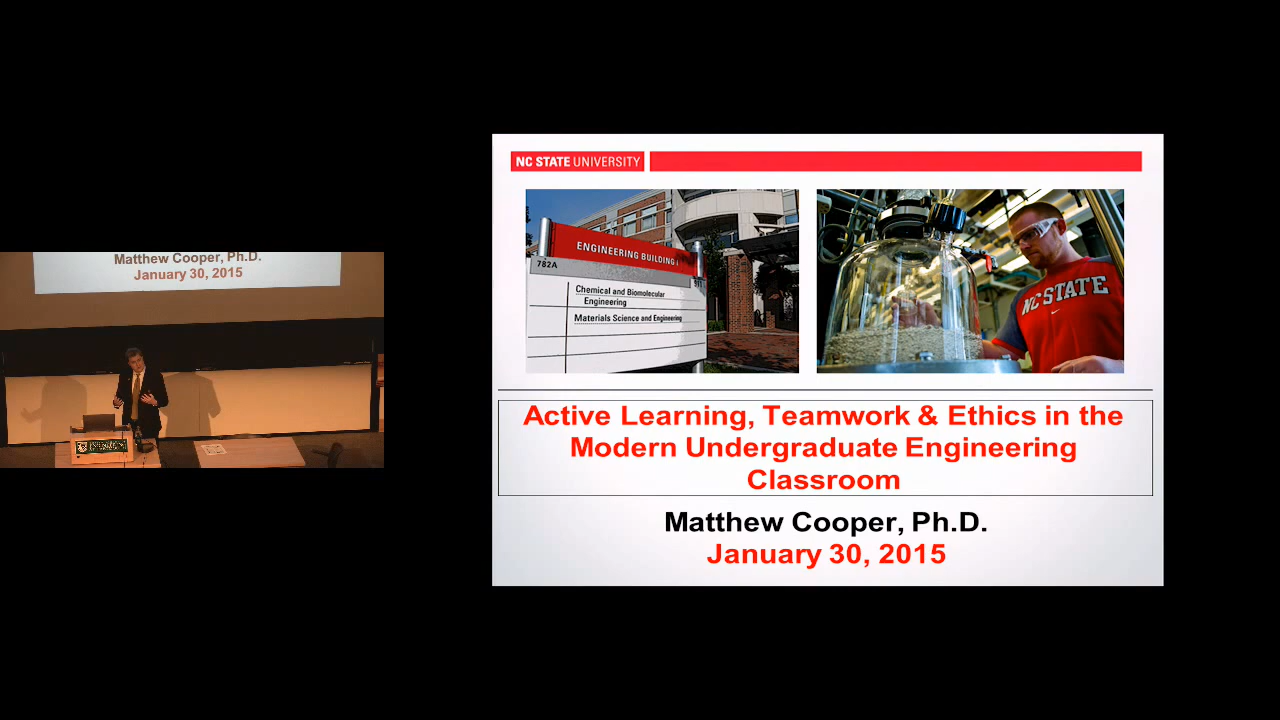 Matthew Cooper, Ph.D.
January 30, 2015
NC STATE UNIVERSITY
ENGINEERING BUILDING I
782A
911
Chemical and Biomolecular
Engineering
Materials Science and Engineering
NC STATE
Active Learning, Teamwork & Ethics in the
Modern Undergraduate Engineering
Classroom
Matthew Cooper, Ph.D.
January 30, 2015